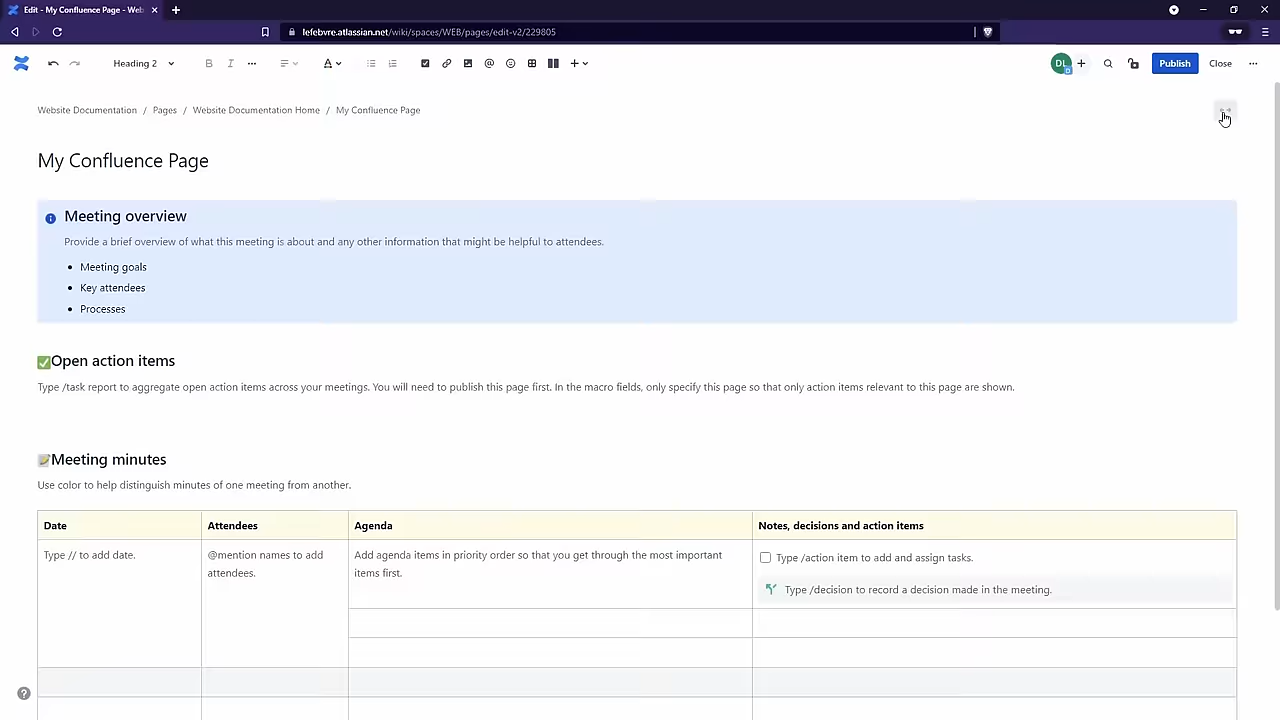 Edit - My Confluence Page - Web
lefebvre.atlassian.net/wiki/spaces/WEB/pages/edit-v2/229805
Heading 2
B I A
DL
Publish
Close
Website Documentation / Pages / Website Documentation Home / My Confluence Page
My Confluence Page
Meeting overview
Provide a brief overview of what this meeting is about and any other information that might be helpful to attendees.
• Meeting goals
• Key attendees
• Processes
Open action items
Type /task report to aggregate open action items across your meetings. You will need to publish this page first. In the macro fields, only specify this page so that only action items relevant to this page are shown.
Meeting minutes
Use color to help distinguish minutes of one meeting from another.
Date Attendees Agenda Notes, decisions and action items
Type // to add date.
@mention names to add
attendees.
Add agenda items in priority order so that you get through the most important
items first.
Type /action item to add and assign tasks.
Type /decision to record a decision made in the meeting.